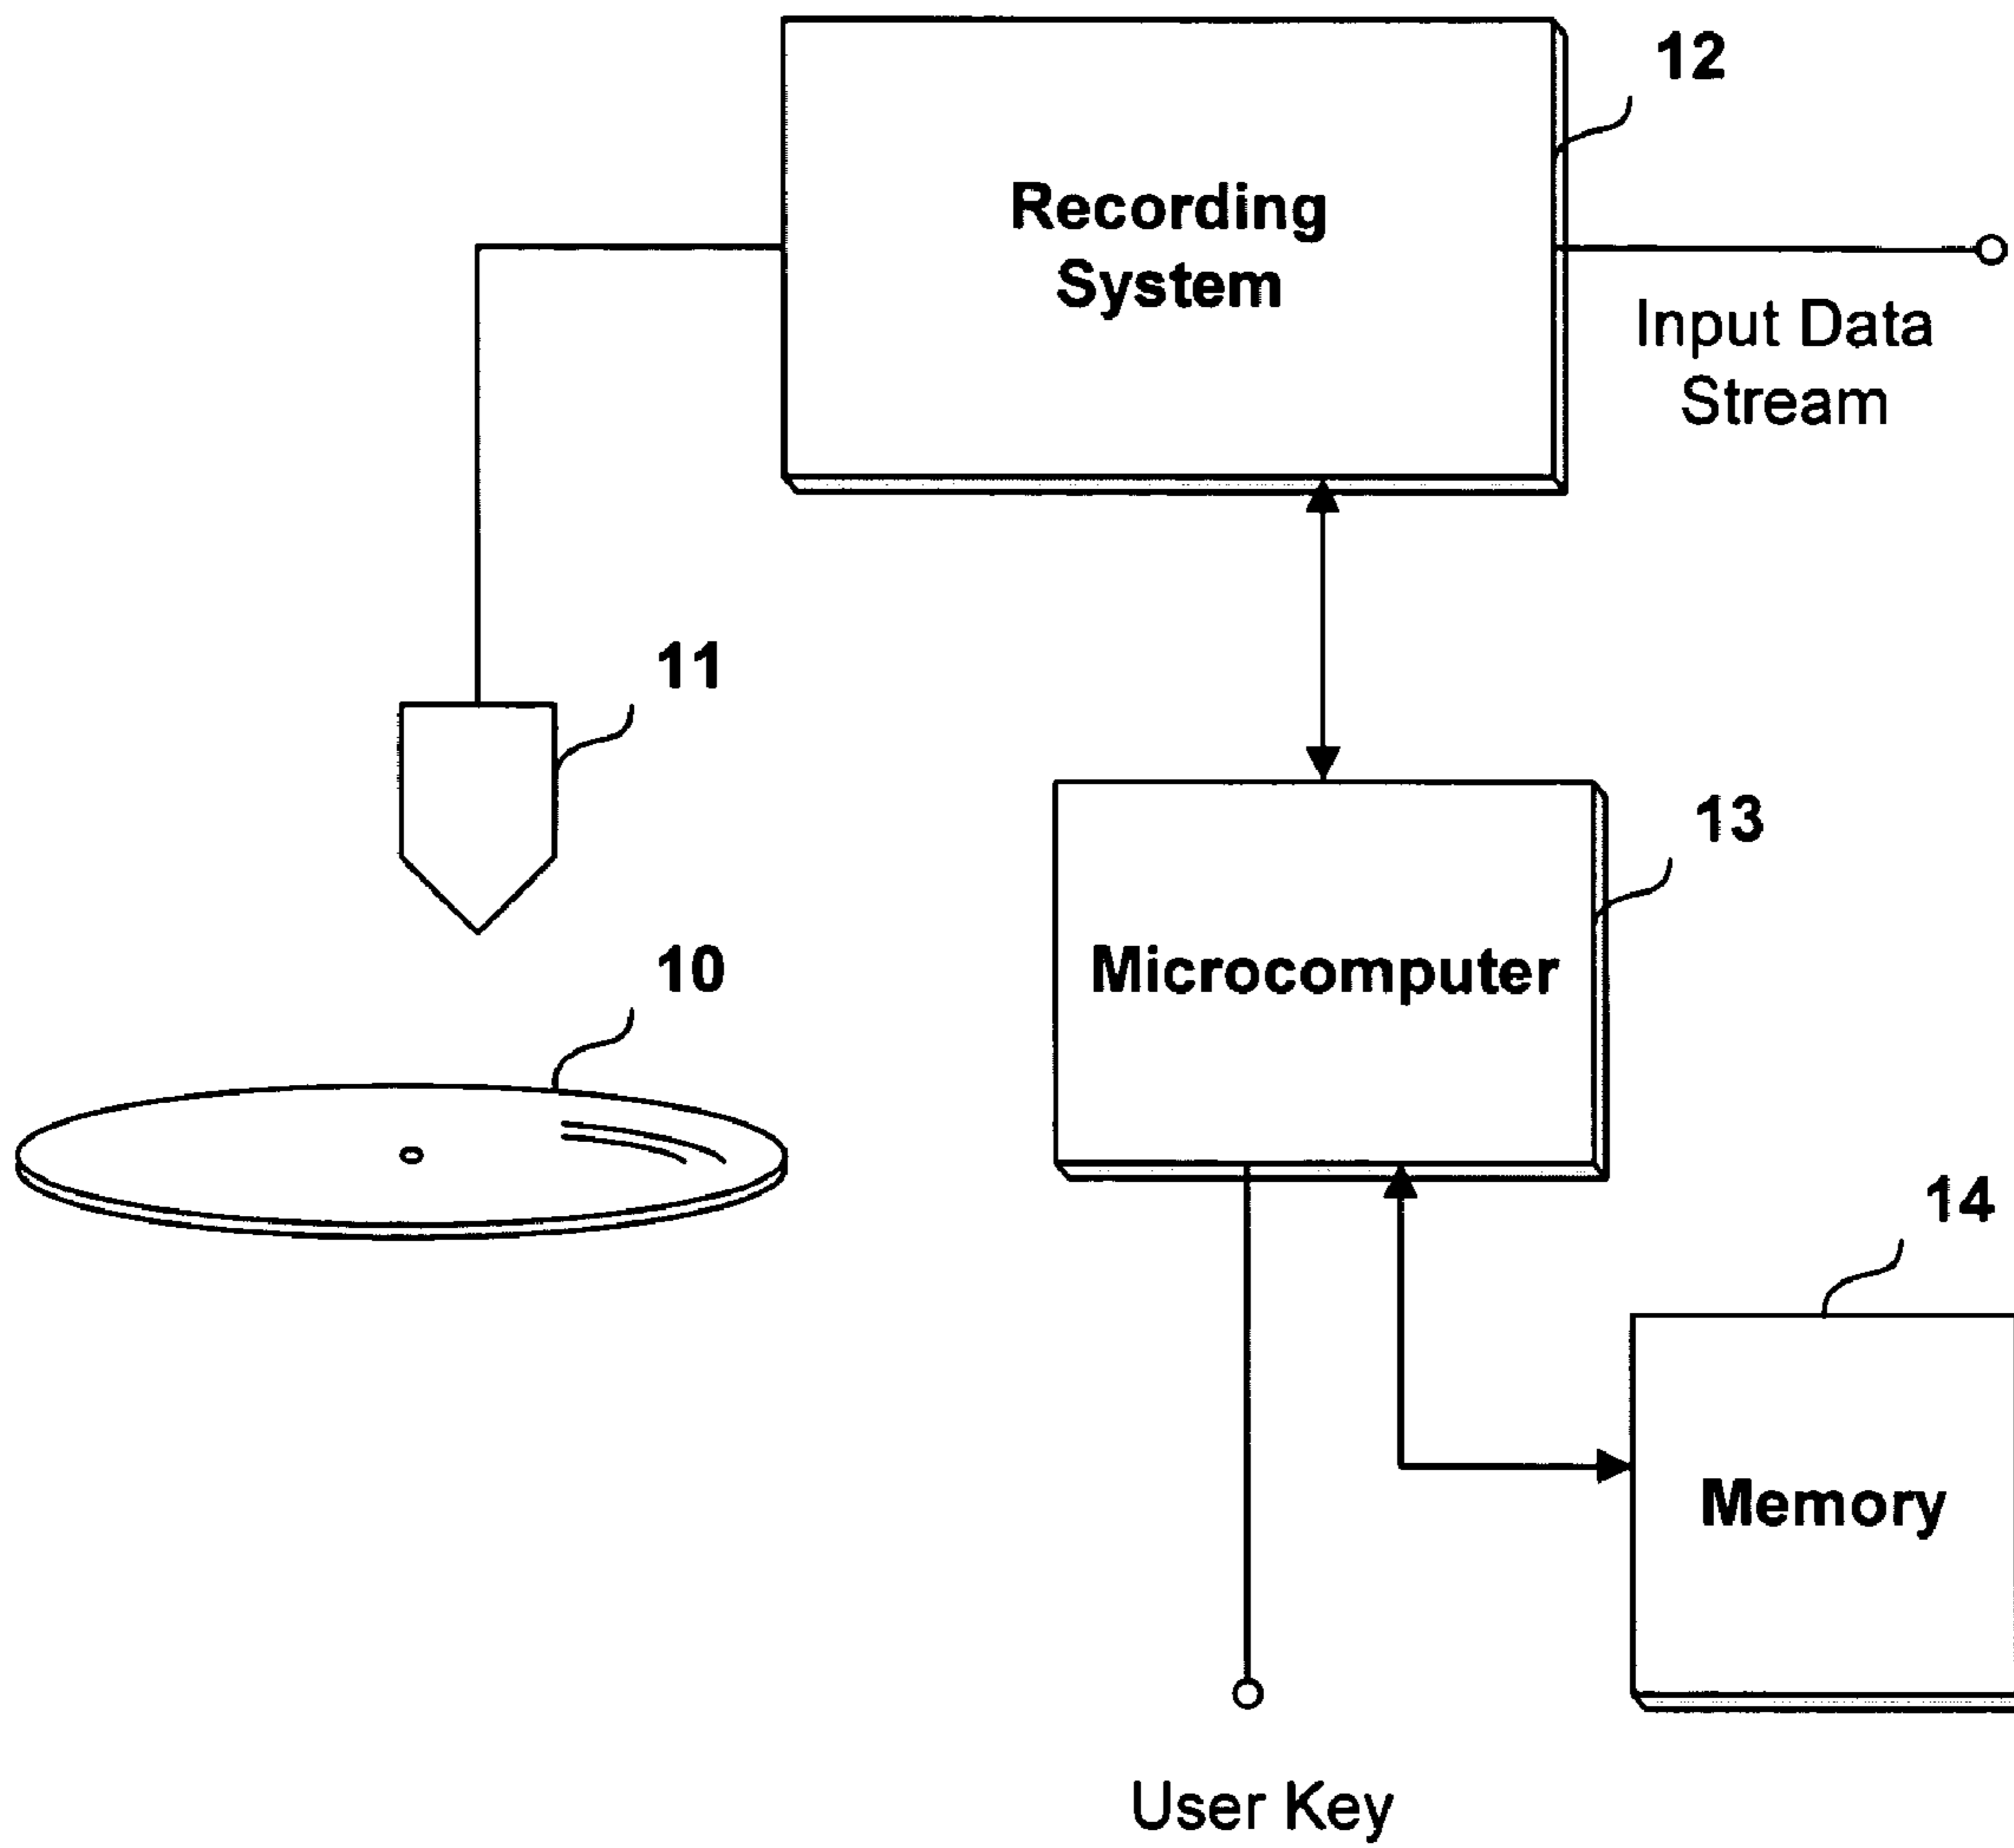 12
Recording
System
Input Data
Stream
11
13
10
Microcomputer
14
Memory
User Key